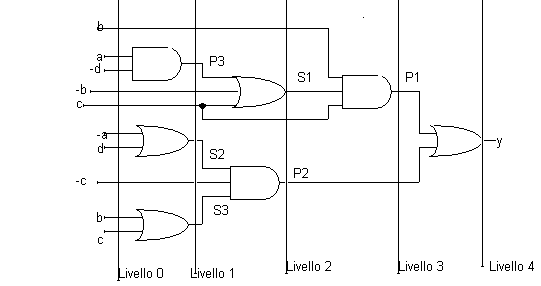 b
a
P3
-d
S1
P1
-b
c
-a
d
S2
y
P2
-c
S3
b
c
Livello 0
Livello 1
Livello 2
Livello 3
Livello 4